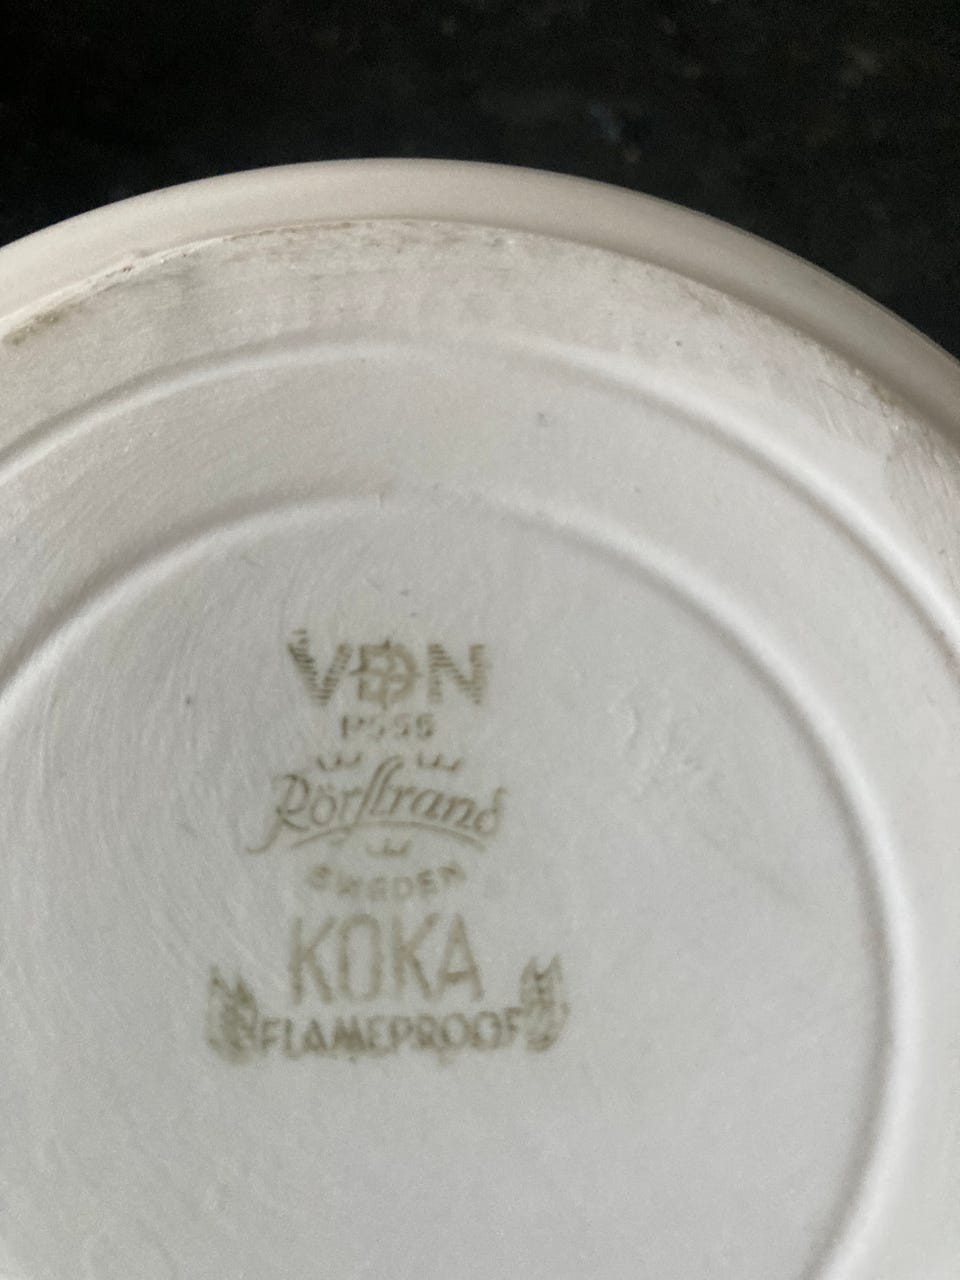 VDN
Rörstrand
SWEDEN
KOKA
FLAMEPROOF